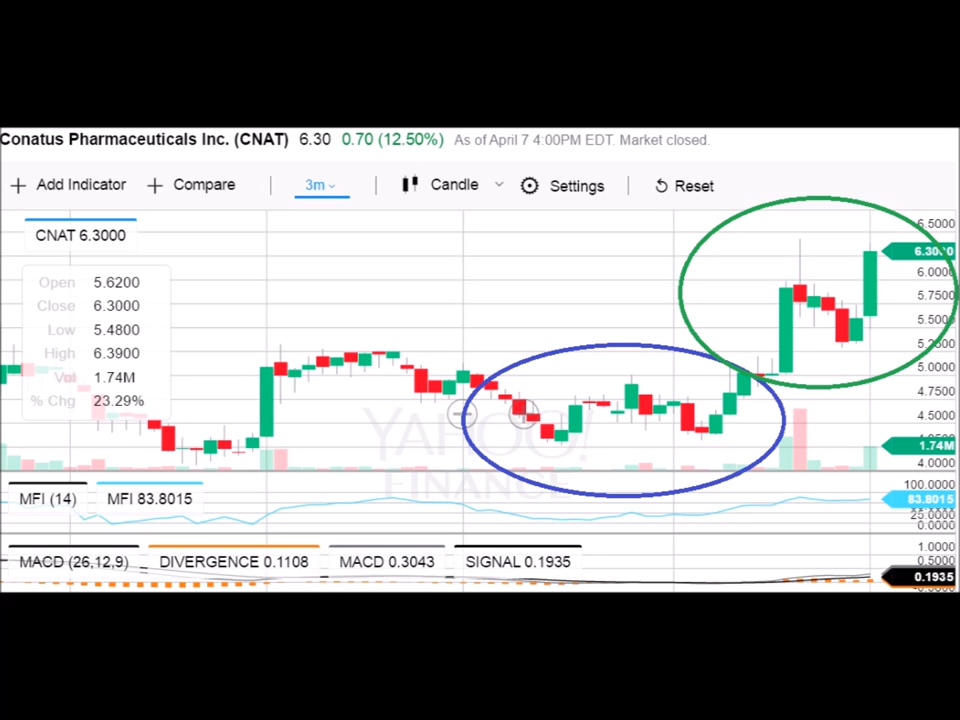 Conatus Pharmaceuticals Inc. (CNAT) 6.30 0.70 (12.50%) As of April 7 4:00PM EDT. Market closed.
Add Indicator Compare 3m Candle Settings Reset
CNAT 6.3000
Open 5.6200
Close 6.3000
Low 5.4800
High 6.3900
Vol 1.74M
% Chg 23.29%
6.5000
6.3000
6.0000
5.7500
5.5000
5.0000
4.7500
4.5000
1.74M
4.0000
YAHOO!
FINANCE
MFI (14) MFI 83.8015
100.0000
83.8015
25.0000
0.0000
MACD (26,12,9) DIVERGENCE 0.1108 MACD 0.3043 SIGNAL 0.1935
1.0000
0.5000
0.1935